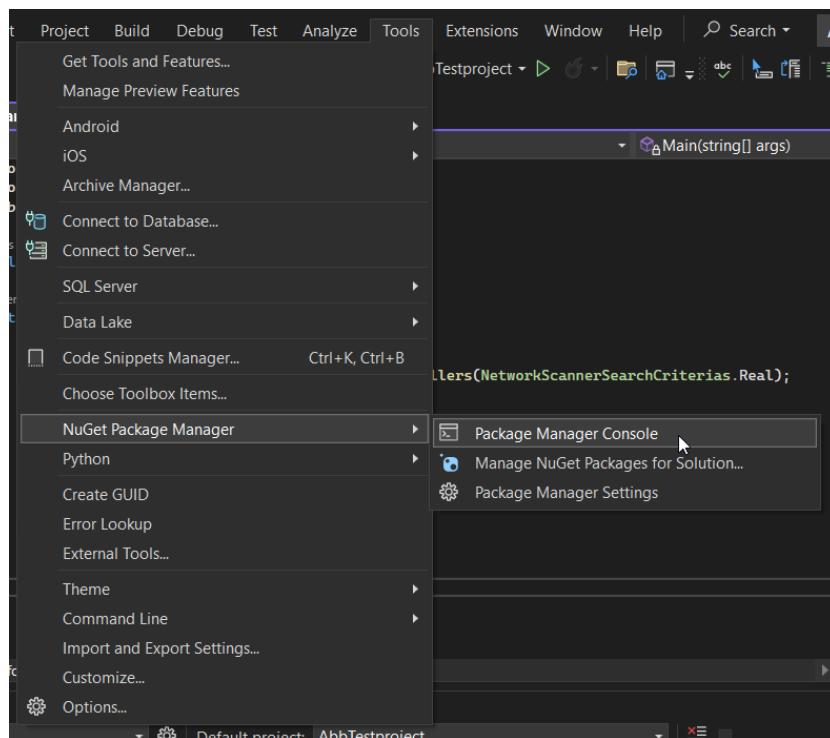 Project Build Debug Test Analyze Tools Extensions Window Help Search
Get Tools and Features...
Testproject
Manage Preview Features
Android
iOS
Main(string[] args)
Archive Manager...
Connect to Database...
Connect to Server...
SQL Server
Data Lake
Code Snippets Manager... Ctrl+K, Ctrl+B
llers(NetworkScannerSearchCriterias.Real);
Choose Toolbox Items...
NuGet Package Manager
Package Manager Console
Python
Manage NuGet Packages for Solution...
Create GUID
Package Manager Settings
Error Lookup
External Tools...
Theme
Command Line
Import and Export Settings...
Customize...
Options...
Default project: AbbTestproject